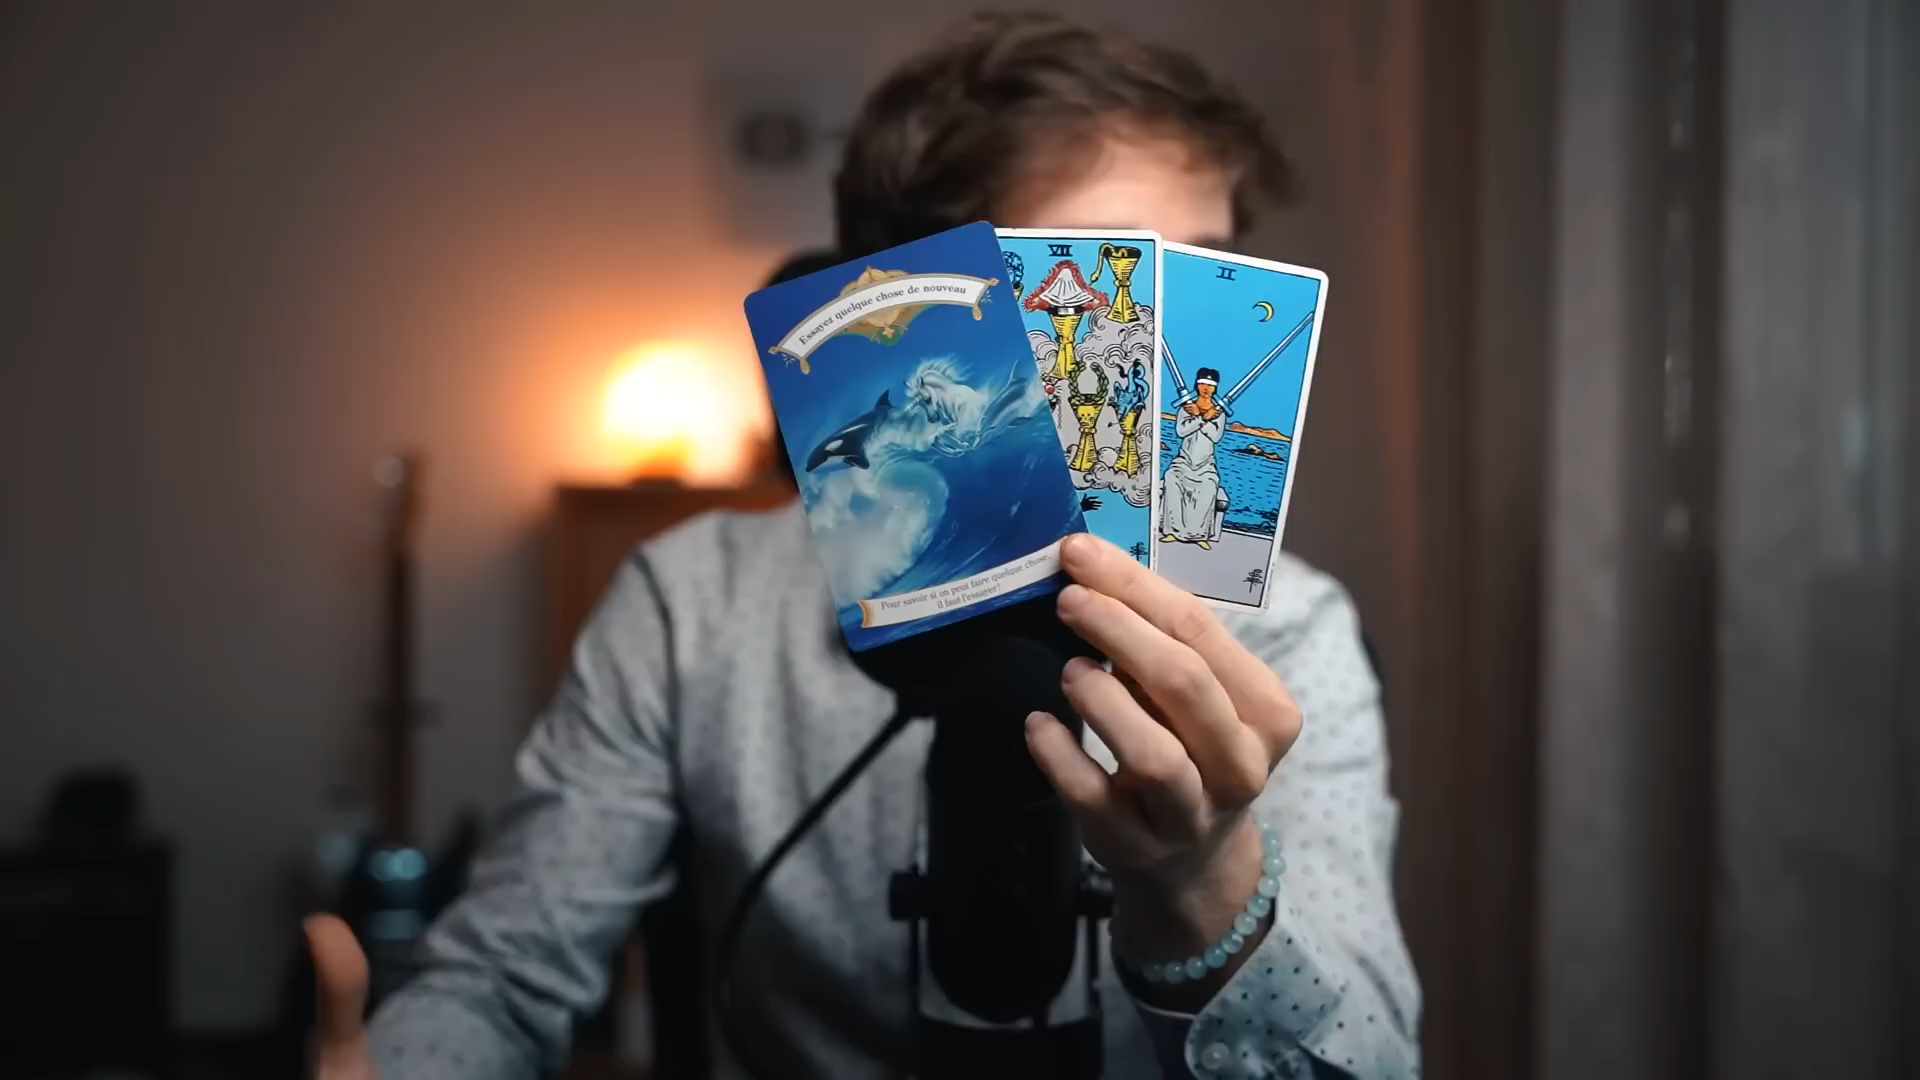 Essayez quelque chose de nouveau
VII
II
Pour savoir si on peut faire quelque chose,
il faut l'essayer!